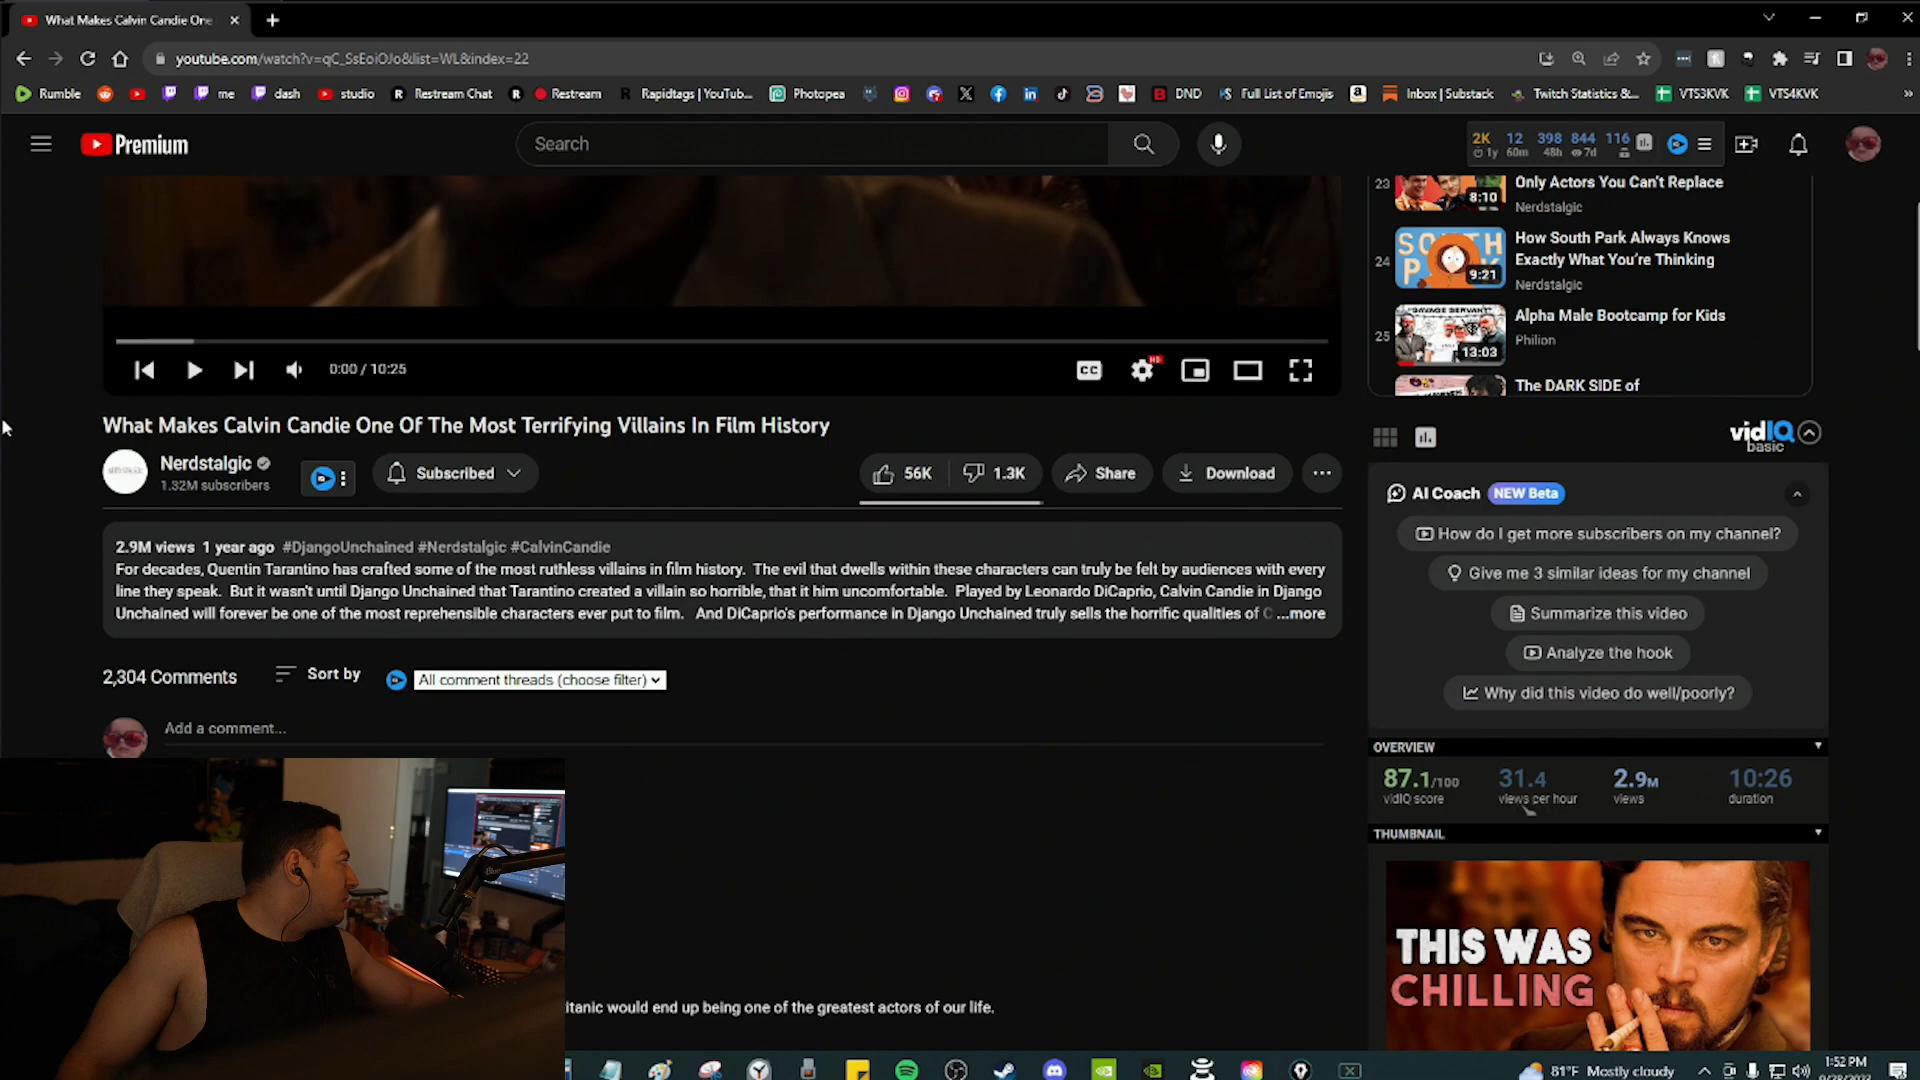 What Makes Calvin Candie One
youtube.com/watch?v=qC_SsEoiOJo&list=WL&index=22
Rumble
me
dash
studio
Restream Chat
Restream
Rapidtags | YouTub...
Photopea
DND
Full List of Emojis
Inbox | Substack
Twitch Statistics &...
VTS3KVK
VTS4KVK
Premium
Search
2K 12 398 844 116
1y 60m 48h 7d
23
8:10
Only Actors You Can't Replace
Nerdstalgic
24
9:21
How South Park Always Knows
Exactly What You're Thinking
Nerdstalgic
25
13:03
Alpha Male Bootcamp for Kids
Philion
The DARK SIDE of
0:00 / 10:25
CC
HD
What Makes Calvin Candie One Of The Most Terrifying Villains In Film History
Nerdstalgic
1.32M subscribers
Subscribed
56K
1.3K
Share
Download
2.9M views 1 year ago #DjangoUnchained #Nerdstalgic #CalvinCandie
For decades, Quentin Tarantino has crafted some of the most ruthless villains in film history. The evil that dwells within these characters can truly be felt by audiences with every
line they speak. But it wasn't until Django Unchained that Tarantino created a villain so horrible, that it him uncomfortable. Played by Leonardo DiCaprio, Calvin Candie in Django
Unchained will forever be one of the most reprehensible characters ever put to film. And DiCaprio's performance in Django Unchained truly sells the horrific qualities of C ...more
2,304 Comments
Sort by
All comment threads (choose filter)
Add a comment...
itanic would end up being one of the greatest actors of our life.
vidIQ
basic
AI Coach NEW Beta
How do I get more subscribers on my channel?
Give me 3 similar ideas for my channel
Summarize this video
Analyze the hook
Why did this video do well/poorly?
OVERVIEW
87.1/100 31.4 2.9M 10:26
vidIQ score views per hour views duration
THUMBNAIL
THIS WAS
CHILLING
81°F Mostly cloudy
1:52 PM